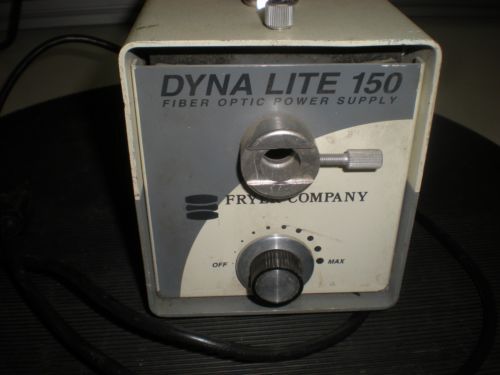 DYNA LITE 150
FIBER OPTIC POWER SUPPLY
COMPANY
OFF
MAX